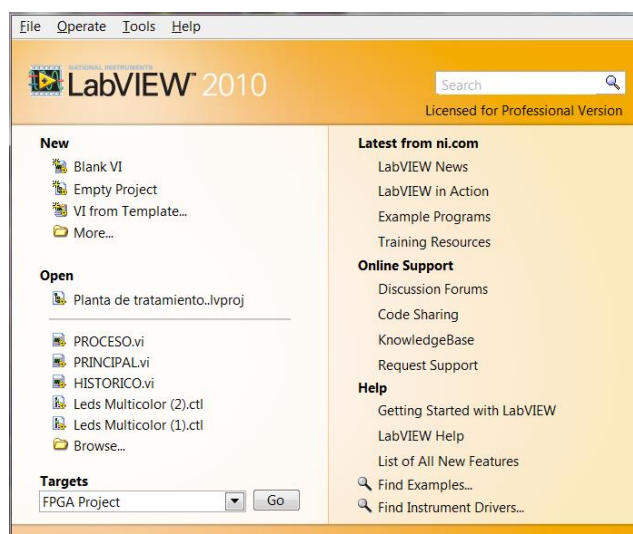 File Operate Tools Help
NATIONAL INSTRUMENTS
LabVIEW™ 2010
Search
Licensed for Professional Version
New
Blank VI
Empty Project
VI from Template...
More...
Open
Planta de tratamiento..lvproj
PROCESO.vi
PRINCIPAL.vi
HISTORICO.vi
Leds Multicolor (2).ctl
Leds Multicolor (1).ctl
Browse...
Targets
FPGA Project
Go
Latest from ni.com
LabVIEW News
LabVIEW in Action
Example Programs
Training Resources
Online Support
Discussion Forums
Code Sharing
KnowledgeBase
Request Support
Help
Getting Started with LabVIEW
LabVIEW Help
List of All New Features
Find Examples...
Find Instrument Drivers...